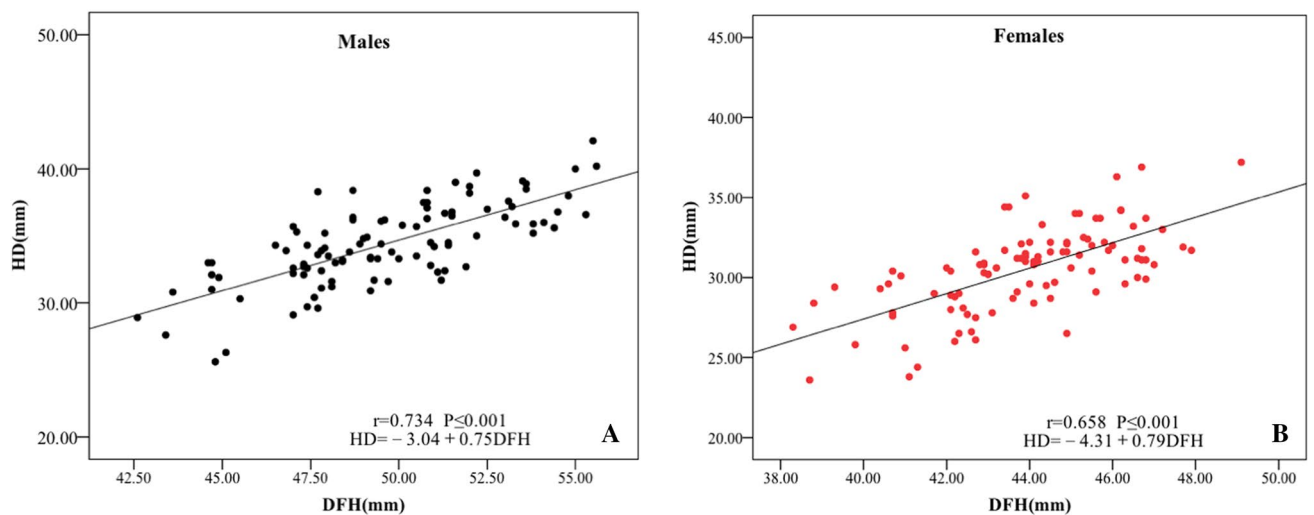 Males
50.00
40.00
30.00
20.00
HD(mm)
42.50 45.00 47.50 50.00 52.50 55.00
DFH(mm)
r=0.734 P≤0.001
HD= − 3.04 + 0.75DFH
A
Females
45.00
40.00
35.00
30.00
25.00
20.00
HD(mm)
38.00 40.00 42.00 44.00 46.00 48.00 50.00
DFH(mm)
r=0.658 P≤0.001
HD= − 4.31 + 0.79DFH
B